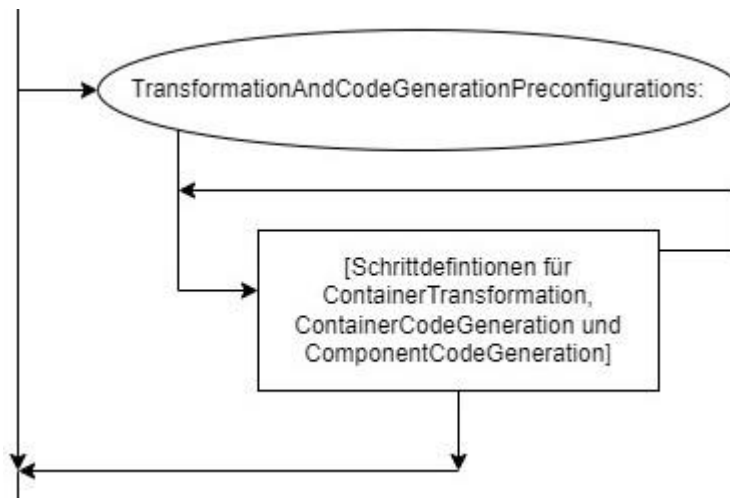 TransformationAndCodeGenerationPreconfigurations:
[Schrittdefintionen für
ContainerTransformation,
ContainerCodeGeneration und
ComponentCodeGeneration]